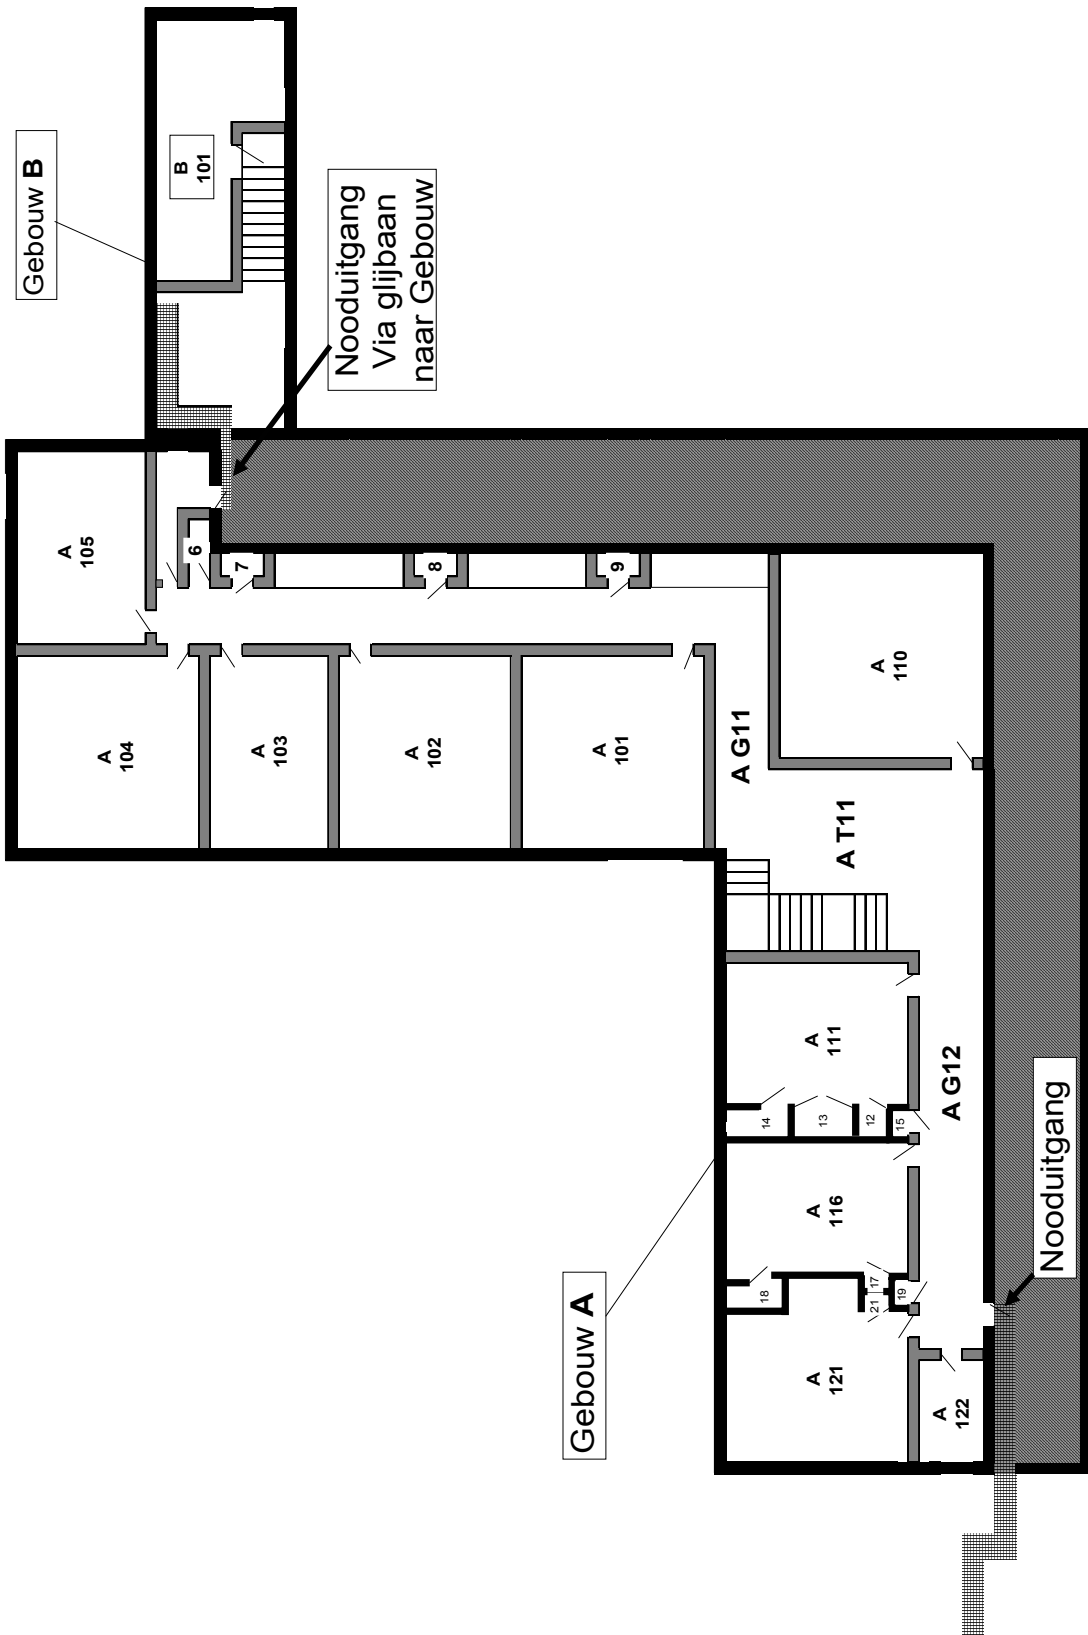 Gebouw B
B
101
Nooduitgang
Via glijbaan
naar Gebouw
A
105
6
7
8
9
A
104
A
103
A
102
A
101
A G11
A
110
A T11
A
111
14
13
12
15
A G12
A
116
18
17
21
19
A
121
A
122
Gebouw A
Nooduitgang